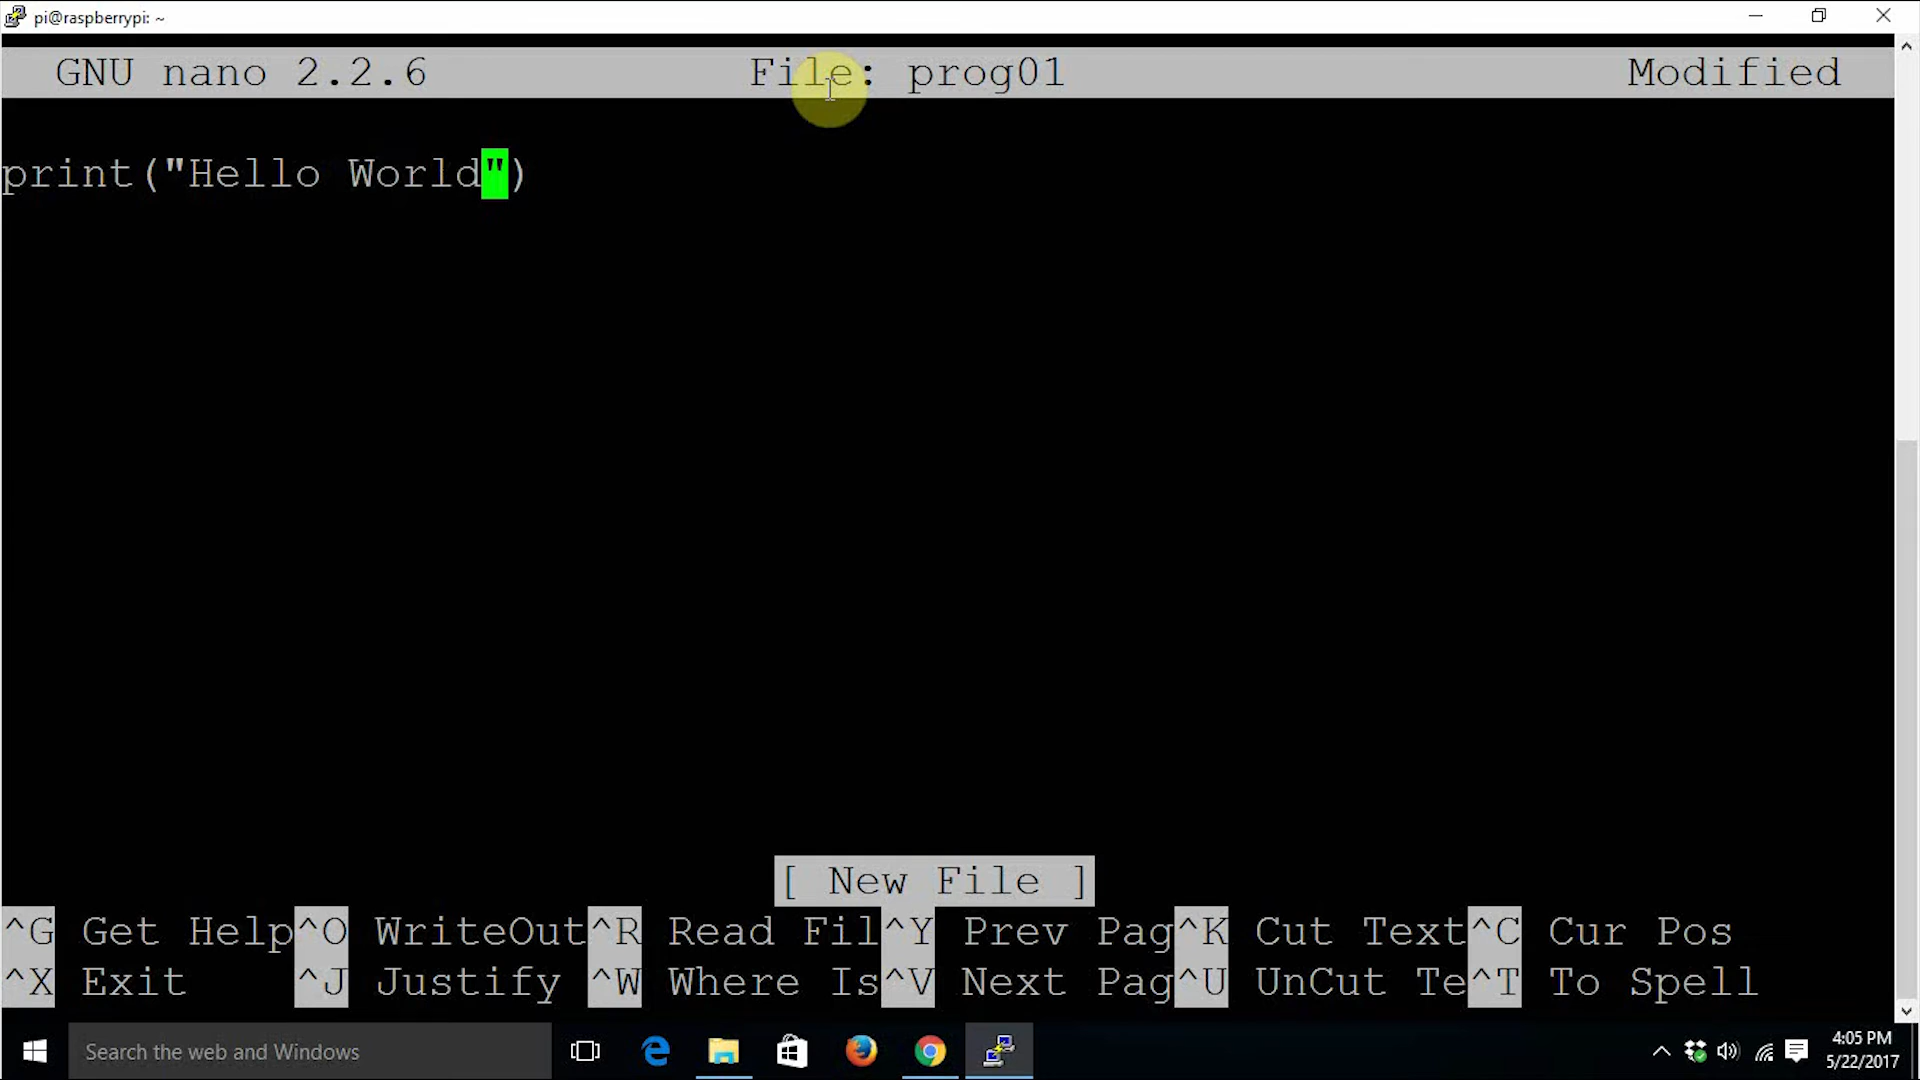 pi@raspberrypi: ~
GNU nano 2.2.6 File: prog01 Modified
print("Hello World")
[ New File ]
^G Get Help^O WriteOut^R Read Fil^Y Prev Pag^K Cut Text^C Cur Pos
^X Exit ^J Justify ^W Where Is^V Next Pag^U UnCut Te^T To Spell
Search the web and Windows
4:05 PM
5/22/2017